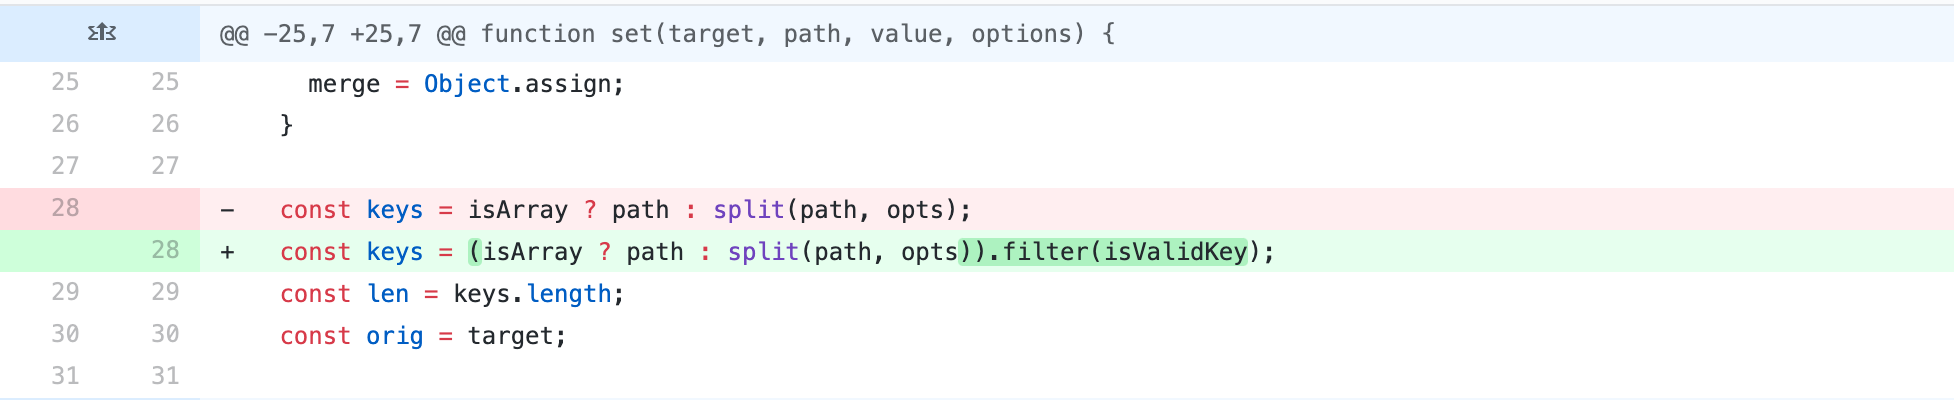 @@ -25,7 +25,7 @@ function set(target, path, value, options) {
25 25 merge = Object.assign;
26 26 }
27 27
28 - const keys = isArray ? path : split(path, opts);
28 + const keys = (isArray ? path : split(path, opts)).filter(isValidKey);
29 29 const len = keys.length;
30 30 const orig = target;
31 31